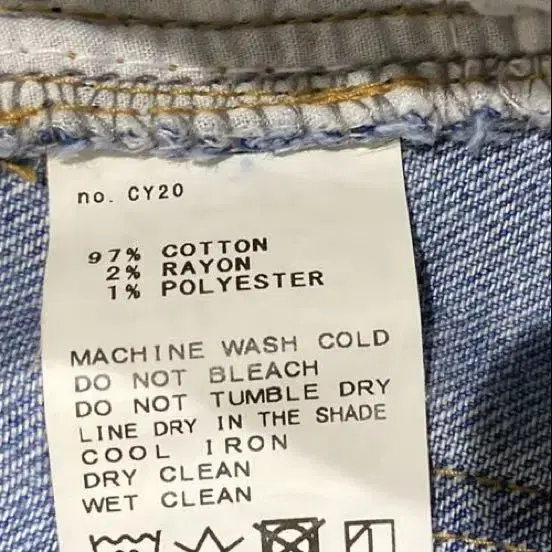 no. CY20
97% COTTON
2% RAYON
1% POLYESTER
MACHINE WASH COLD
DO NOT BLEACH
DO NOT TUMBLE DRY
LINE DRY IN THE SHADE
COOL IRON
DRY CLEAN
WET CLEAN